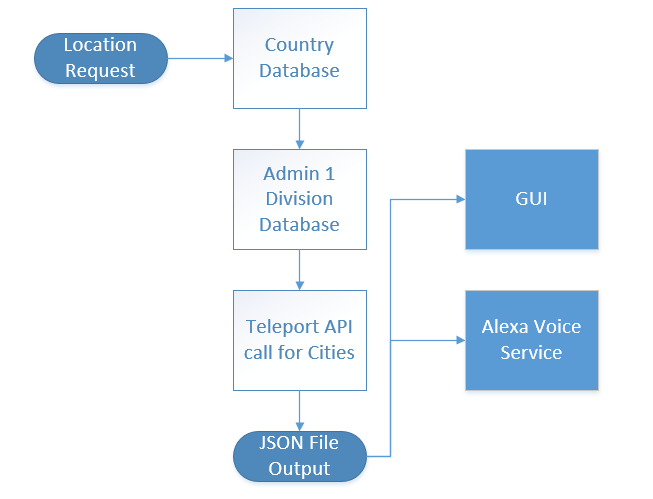 Location
Request
Country
Database
Admin 1
Division
Database
GUI
Teleport API
call for Cities
Alexa Voice
Service
JSON File
Output